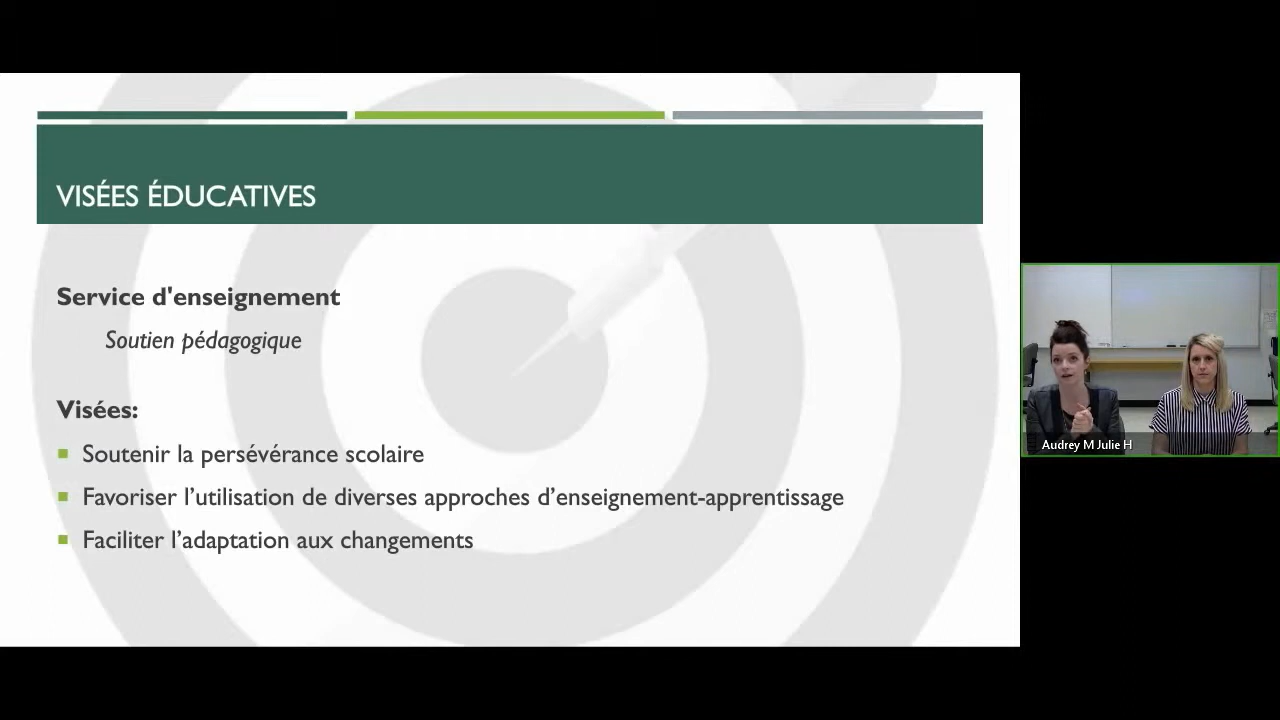 VISÉES ÉDUCATIVES
Service d'enseignement
Soutien pédagogique
Visées:
Soutenir la persévérance scolaire
Favoriser l’utilisation de diverses approches d’enseignement-apprentissage
Faciliter l’adaptation aux changements
Audrey M Julie H